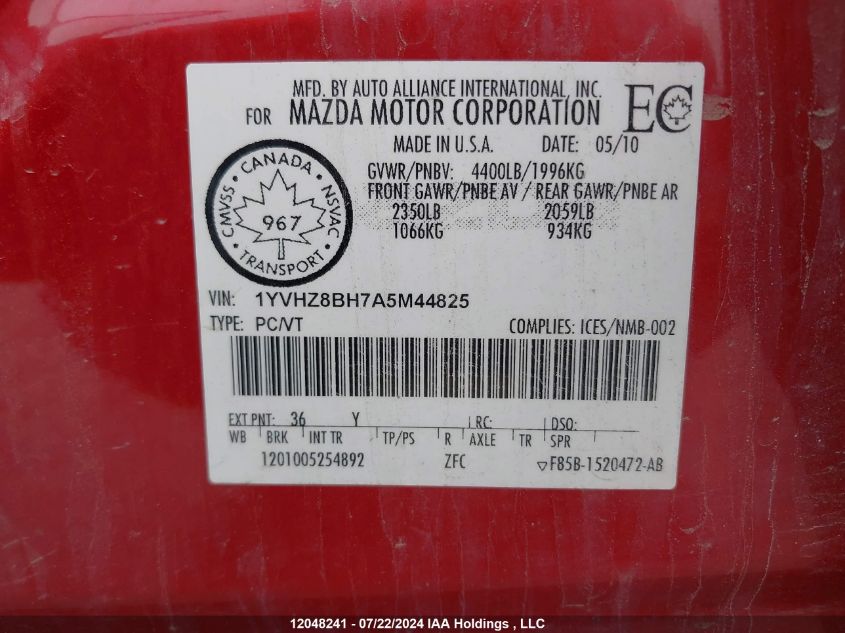 MFD. BY AUTO ALLIANCE INTERNATIONAL, INC.
FOR MAZDA MOTOR CORPORATION EC
MADE IN U.S.A. DATE: 05/10
GVWR/PNBV: 4400LB/1996KG
FRONT GAWR/PNBE AV / REAR GAWR/PNBE AR
2350LB 2059LB
1066KG 934KG
CANADA
CMVSS 967 NSVAC
TRANSPORT
VIN: 1YVHZ8BH7A5M44825
TYPE: PC/VT COMPLIES: ICES/NMB-002
EXT PNT: 36 Y RC: DSO:
WB BRK INT TR TP/PS R AXLE TR SPR
1201005254892 ZFC ▽F85B-1520472-AB
12048241 - 07/22/2024 IAA Holdings , LLC